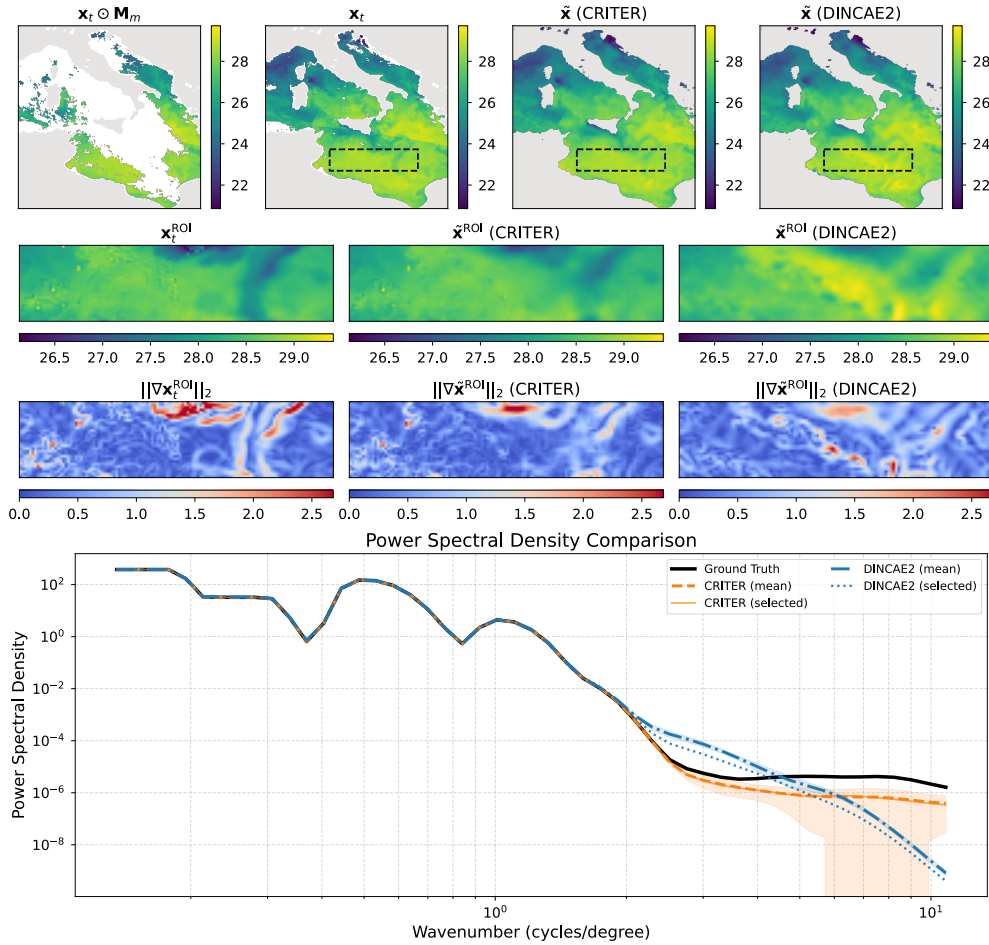 x_t ⊙ M_m
x_t
x̃ (CRITER)
x̃ (DINCAE2)
28
26
24
22
28
26
24
22
28
26
24
22
28
26
24
22
x_t^ROI
x̃^ROI (CRITER)
x̃^ROI (DINCAE2)
26.5 27.0 27.5 28.0 28.5 29.0
26.5 27.0 27.5 28.0 28.5 29.0
26.5 27.0 27.5 28.0 28.5 29.0
||∇x_t^ROI||_2
||∇x̃^ROI||_2 (CRITER)
||∇x̃^ROI||_2 (DINCAE2)
0.0 0.5 1.0 1.5 2.0 2.5
0.0 0.5 1.0 1.5 2.0 2.5
0.0 0.5 1.0 1.5 2.0 2.5
Power Spectral Density Comparison
Ground Truth
CRITER (mean)
CRITER (selected)
DINCAE2 (mean)
DINCAE2 (selected)
Power Spectral Density
10^2
10^0
10^-2
10^-4
10^-6
10^-8
10^0
10^1
Wavenumber (cycles/degree)